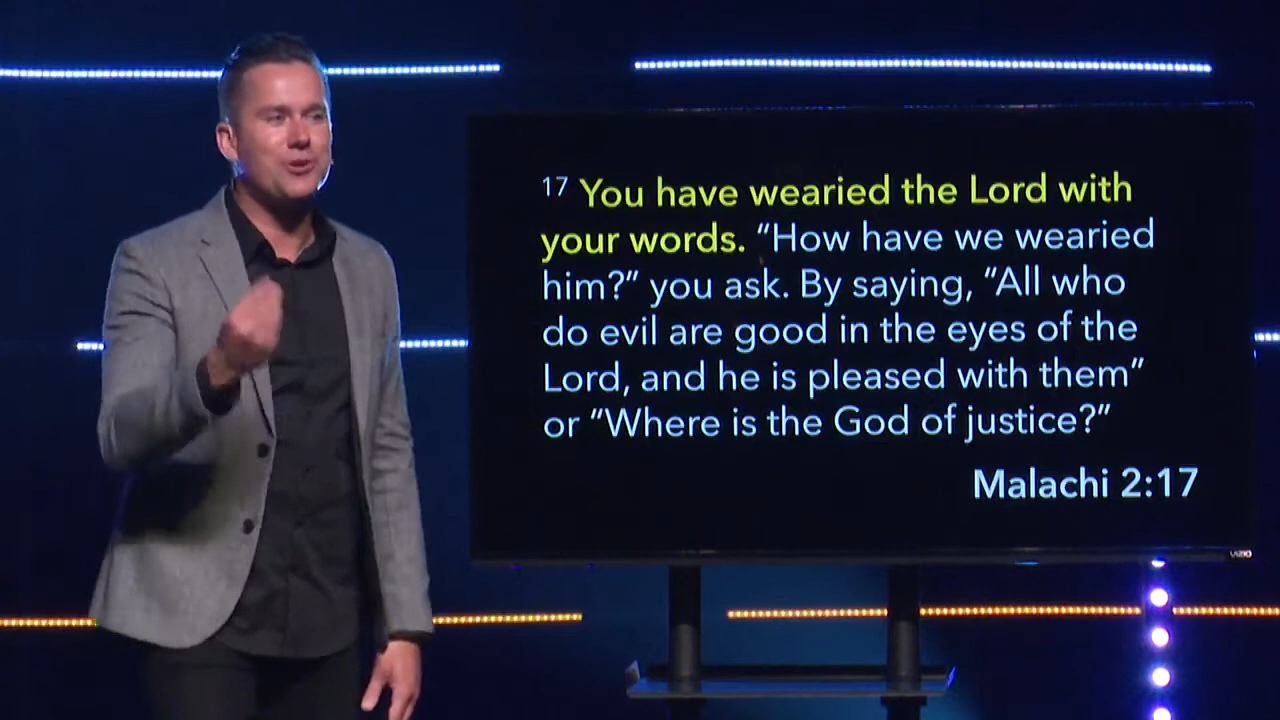 17 You have wearied the Lord with
your words. “How have we wearied
him?” you ask. By saying, “All who
do evil are good in the eyes of the
Lord, and he is pleased with them”
or “Where is the God of justice?”
Malachi 2:17
VIZIO